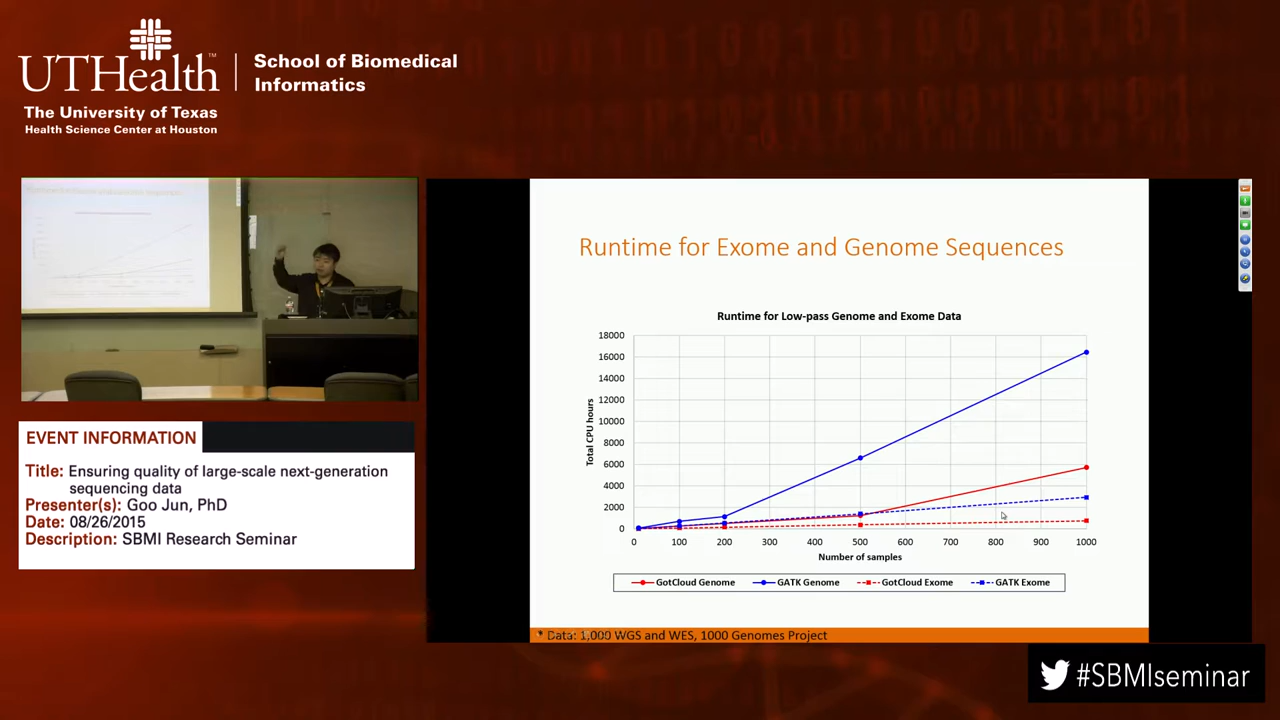 UTHealth™
The University of Texas
Health Science Center at Houston
School of Biomedical
Informatics
EVENT INFORMATION
Title: Ensuring quality of large-scale next-generation
sequencing data
Presenter(s): Goo Jun, PhD
Date: 08/26/2015
Description: SBMI Research Seminar
Runtime for Exome and Genome Sequences
Runtime for Low-pass Genome and Exome Data
Total CPU hours
18000
16000
14000
12000
10000
8000
6000
4000
2000
0
0 100 200 300 400 500 600 700 800 900 1000
Number of samples
GotCloud Genome GATK Genome GotCloud Exome GATK Exome
* Data: 1,000 WGS and WES, 1000 Genomes Project
#SBMIseminar